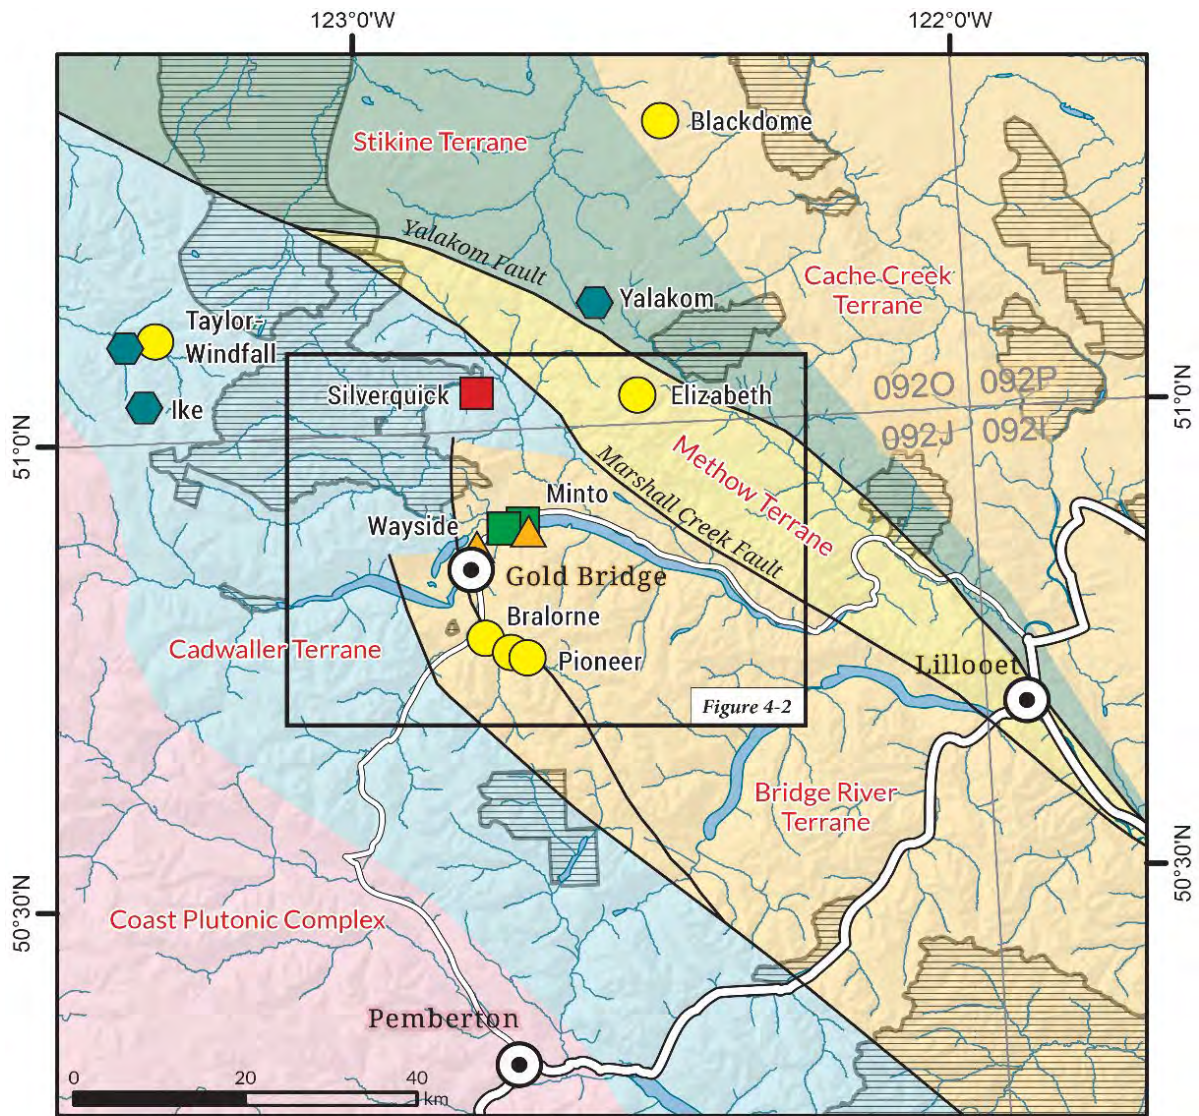 123°0'W
122°0'W
Blackdome
Stikine Terrane
Yalakom Fault
Cache Creek
Terrane
Yalakom
Taylor-
Windfall
092O 092P
Silverquick
Elizabeth
Ike
51°0'N
51°0'N
092J 092I
Methow Terrane
Marshall Creek Fault
Minto
Wayside
Gold Bridge
Bralorne
Cadwaller Terrane
Pioneer
Lillooet
Figure 4-2
Bridge River
Terrane
50°30'N
50°30'N
Coast Plutonic Complex
Pemberton
0 20 40
km